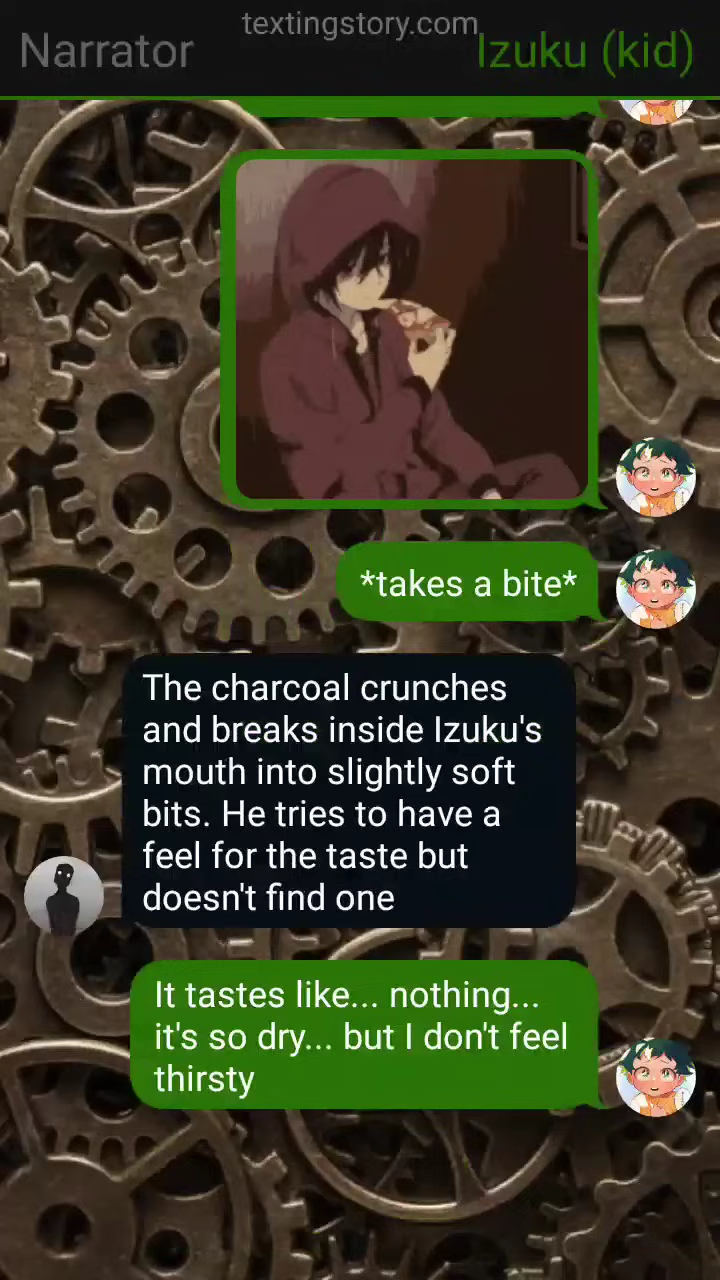 textingstory.com
Narrator
Izuku (kid)
*takes a bite*
The charcoal crunches
and breaks inside Izuku's
mouth into slightly soft
bits. He tries to have a
feel for the taste but
doesn't find one
It tastes like... nothing...
it's so dry... but I don't feel
thirsty